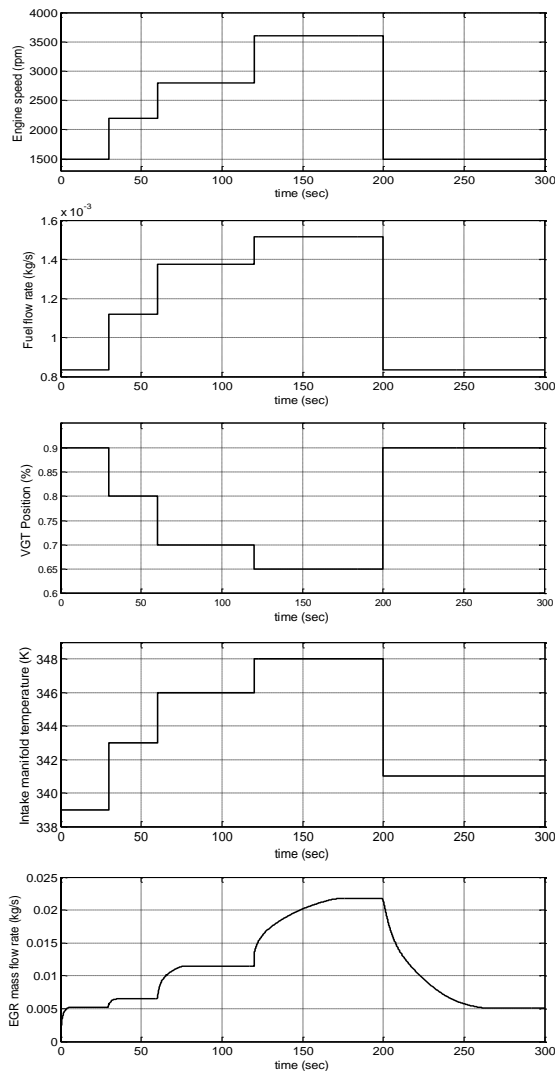 4000
3500
3000
2500
2000
1500
Engine speed (rpm)
0 50 100 150 200 250 300
time (sec)
x 10⁻³
1.6
1.4
1.2
1
0.8
Fuel flow rate (kg/s)
0 50 100 150 200 250 300
time (sec)
0.9
0.85
0.8
0.75
0.7
0.65
0.6
VGT Position (%)
0 50 100 150 200 250 300
time (sec)
348
346
344
342
340
338
Intake manifold temperature (K)
0 50 100 150 200 250 300
time (sec)
0.025
0.02
0.015
0.01
0.005
0
EGR mass flow rate (kg/s)
0 50 100 150 200 250 300
time (sec)